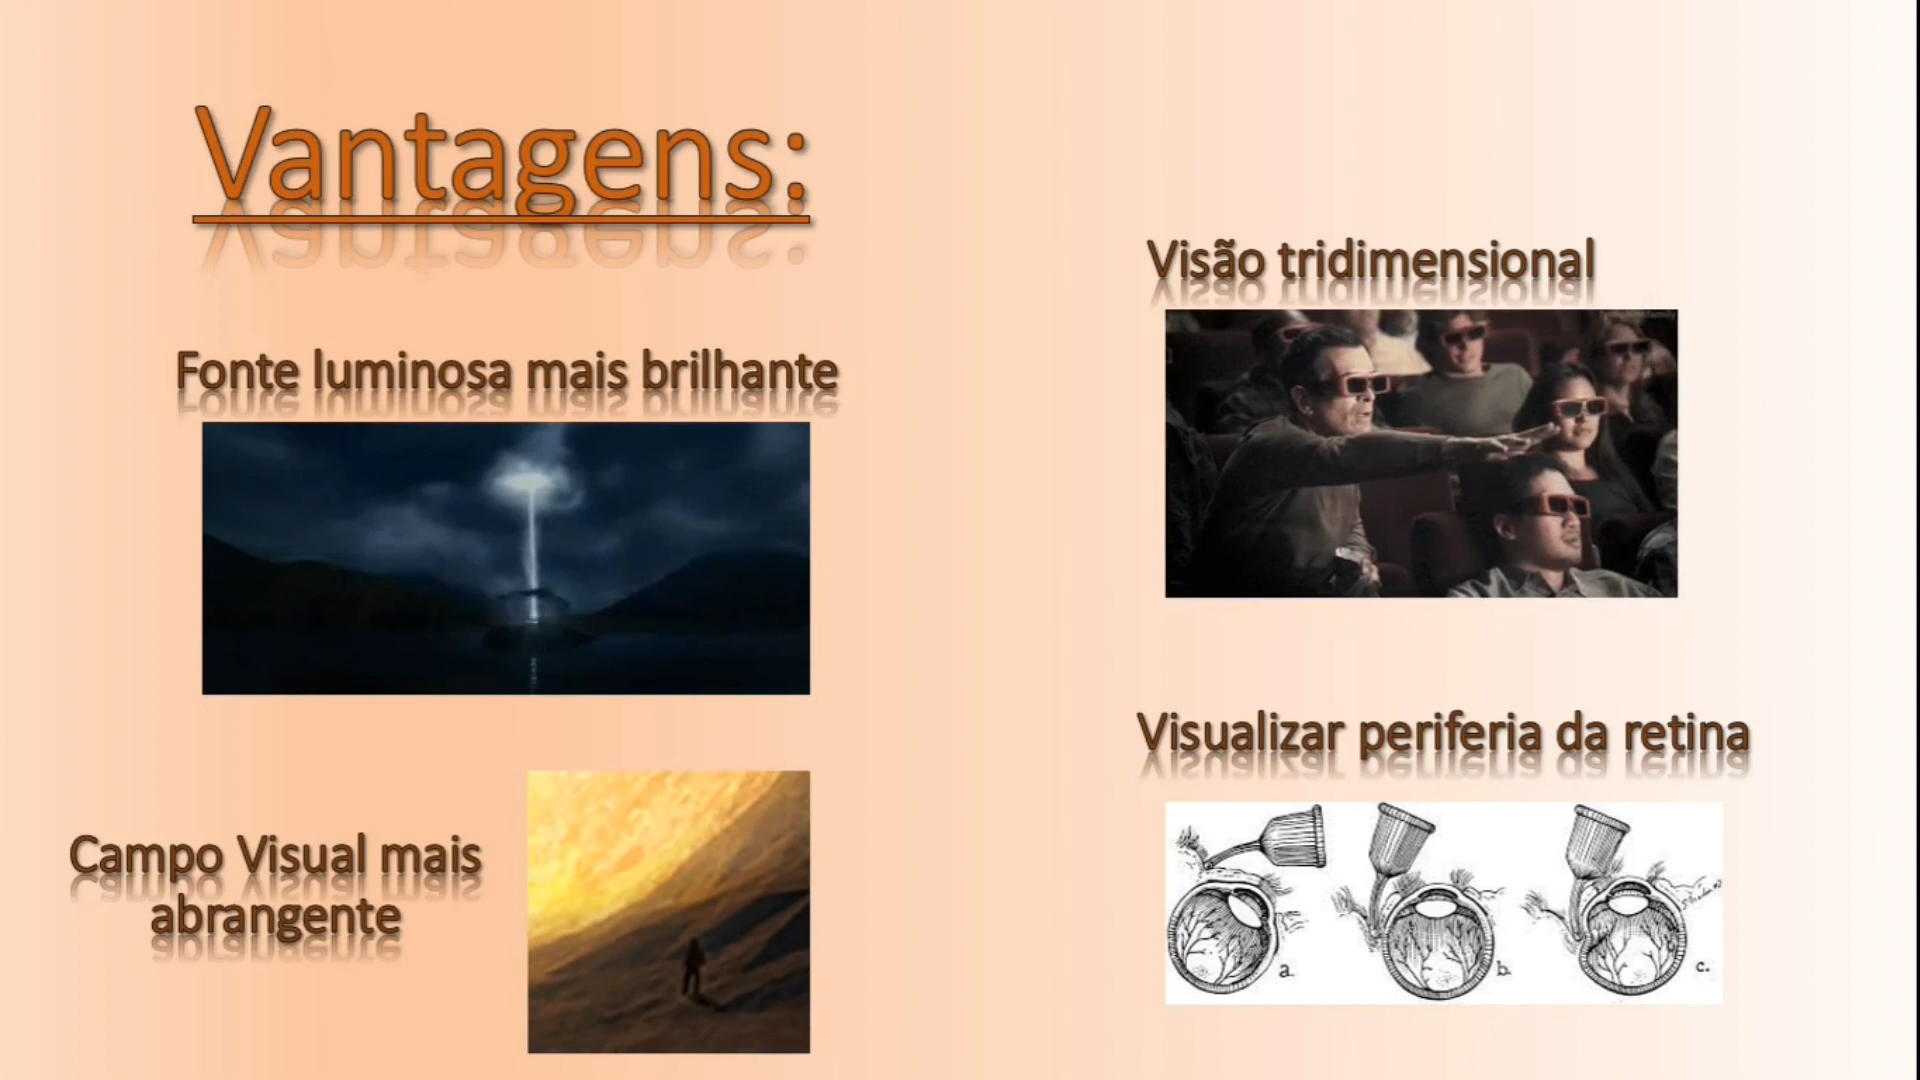 Vantagens:
Fonte luminosa mais brilhante
Campo Visual mais
abrangente
Visão tridimensional
Visualizar periferia da retina
a.
b.
c.